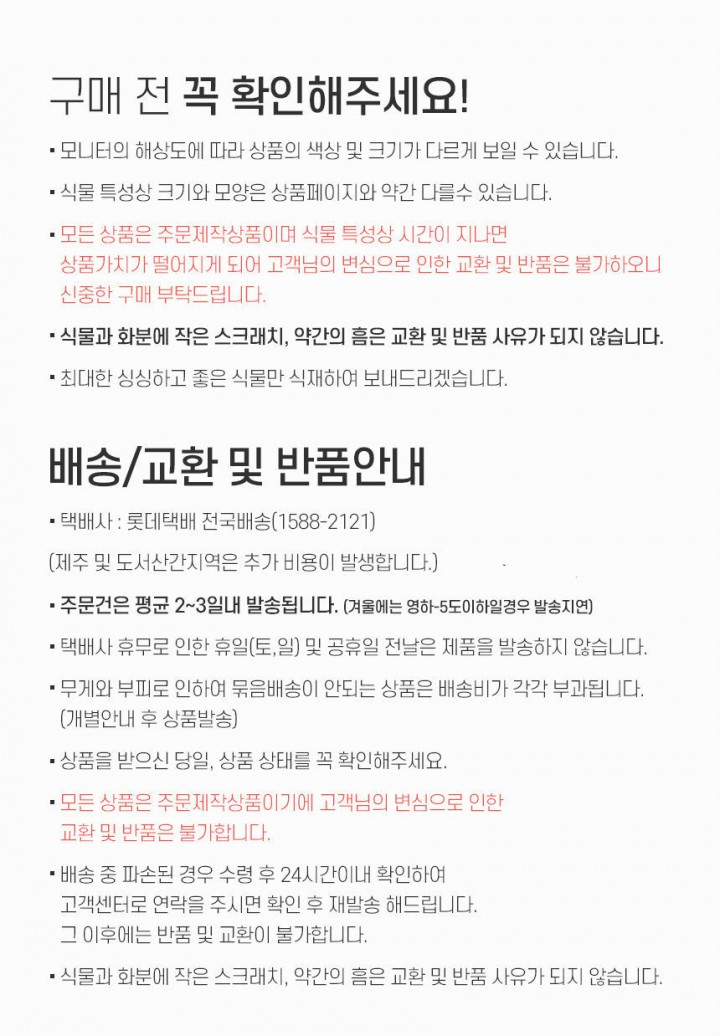 구매 전 꼭 확인해주세요!
▪ 모니터의 해상도에 따라 상품의 색상 및 크기가 다르게 보일 수 있습니다.
▪ 식물 특성상 크기와 모양은 상품페이지와 약간 다를수 있습니다.
▪ 모든 상품은 주문제작상품이며 식물 특성상 시간이 지나면
상품가치가 떨어지게 되어 고객님의 변심으로 인한 교환 및 반품은 불가하오니
신중한 구매 부탁드립니다.
▪ 식물과 화분에 작은 스크래치, 약간의 흠은 교환 및 반품 사유가 되지 않습니다.
▪ 최대한 싱싱하고 좋은 식물만 식재하여 보내드리겠습니다.
배송/교환 및 반품안내
▪ 택배사 : 롯데택배 전국배송(1588-2121)
(제주 및 도서산간지역은 추가 비용이 발생합니다.)
▪ 주문건은 평균 2~3일내 발송됩니다. (겨울에는 영하-5도이하일경우 발송지연)
▪ 택배사 휴무로 인한 휴일(토,일) 및 공휴일 전날은 제품을 발송하지 않습니다.
▪ 무게와 부피로 인하여 묶음배송이 안되는 상품은 배송비가 각각 부과됩니다.
(개별안내 후 상품발송)
▪ 상품을 받으신 당일, 상품 상태를 꼭 확인해주세요.
▪ 모든 상품은 주문제작상품이기에 고객님의 변심으로 인한
교환 및 반품은 불가합니다.
▪ 배송 중 파손된 경우 수령 후 24시간이내 확인하여
고객센터로 연락을 주시면 확인 후 재발송 해드립니다.
그 이후에는 반품 및 교환이 불가합니다.
▪ 식물과 화분에 작은 스크래치, 약간의 흠은 교환 및 반품 사유가 되지 않습니다.